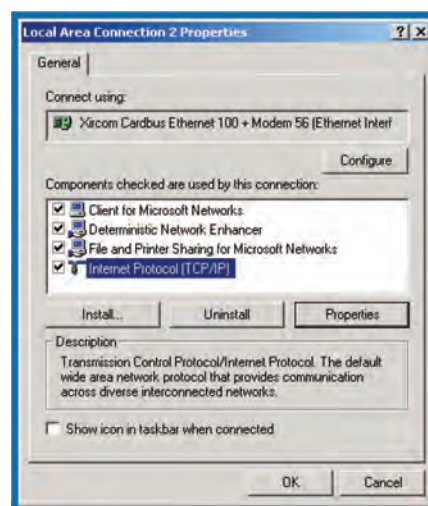 Local Area Connection 2 Properties
General
Connect using:
Xircom Cardbus Ethernet 100 + Modem 56 (Ethernet Interf
Configure
Components checked are used by this connection:
Client for Microsoft Networks
Deterministic Network Enhancer
File and Printer Sharing for Microsoft Networks
Internet Protocol (TCP/IP)
Install...
Uninstall
Properties
Description
Transmission Control Protocol/Internet Protocol. The default
wide area network protocol that provides communication
across diverse interconnected networks.
Show icon in taskbar when connected
OK
Cancel